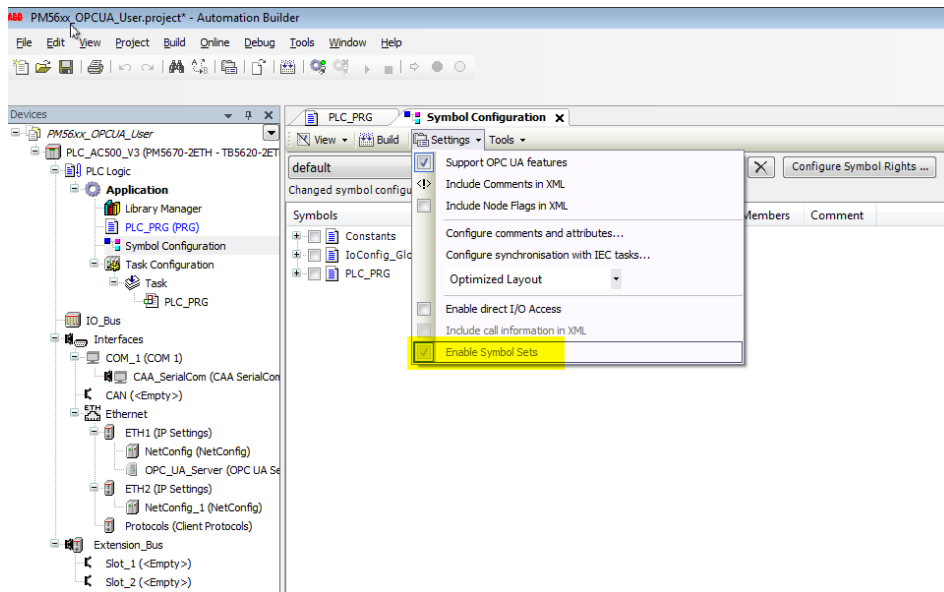 ABB PM56xx_OPCUA_User.project* - Automation Builder
File Edit View Project Build Online Debug Tools Window Help
Devices
PM56xx_OPCUA_User
PLC_AC500_V3 (PM5670-2ETH - TB5620-2ET
PLC Logic
Application
Library Manager
PLC_PRG (PRG)
Symbol Configuration
Task Configuration
Task
PLC_PRG
IO_Bus
Interfaces
COM_1 (COM 1)
CAA_SerialCom (CAA SerialCon
CAN (<Empty>)
ETH Ethernet
ETH1 (IP Settings)
NetConfig (NetConfig)
OPC_UA_Server (OPC UA Se
ETH2 (IP Settings)
NetConfig_1 (NetConfig)
Protocols (Client Protocols)
Extension_Bus
Slot_1 (<Empty>)
Slot_2 (<Empty>)
PLC_PRG Symbol Configuration
View Build Settings Tools
default Configure Symbol Rights ...
Changed symbol configu
Symbols Members Comment
Constants
IoConfig_Glo
PLC_PRG
Support OPC UA features
Include Comments in XML
Include Node Flags in XML
Configure comments and attributes...
Configure synchronisation with IEC tasks...
Optimized Layout
Enable direct I/O Access
Include call information in XML
Enable Symbol Sets